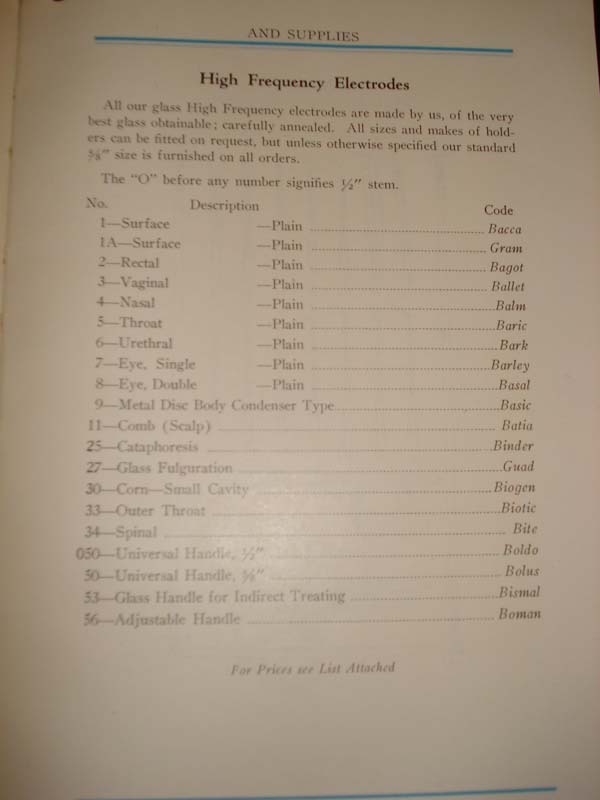 AND SUPPLIES
High Frequency Electrodes
All our glass High Frequency electrodes are made by us, of the very
best glass obtainable; carefully annealed. All sizes and makes of hold-
ers can be fitted on request, but unless otherwise specified our standard
⅝" size is furnished on all orders.
The "O" before any number signifies ½" stem.
No. Description Code
1—Surface —Plain Bacca
1A—Surface —Plain Gram
2—Rectal —Plain Bagot
3—Vaginal —Plain Ballet
4—Nasal —Plain Balm
5—Throat —Plain Baric
6—Urethral —Plain Bark
7—Eye, Single —Plain Barley
8—Eye, Double —Plain Basal
9—Metal Disc Body Condenser Type Basic
11—Comb (Scalp) Batia
25—Cataphoresis Binder
27—Glass Fulguration Guad
30—Corn—Small Cavity Biogen
33—Outer Throat Biotic
34—Spinal Bite
050—Universal Handle, ½" Boldo
50—Universal Handle, ⅝" Bolus
53—Glass Handle for Indirect Treating Bismal
56—Adjustable Handle Boman
For Prices see List Attached